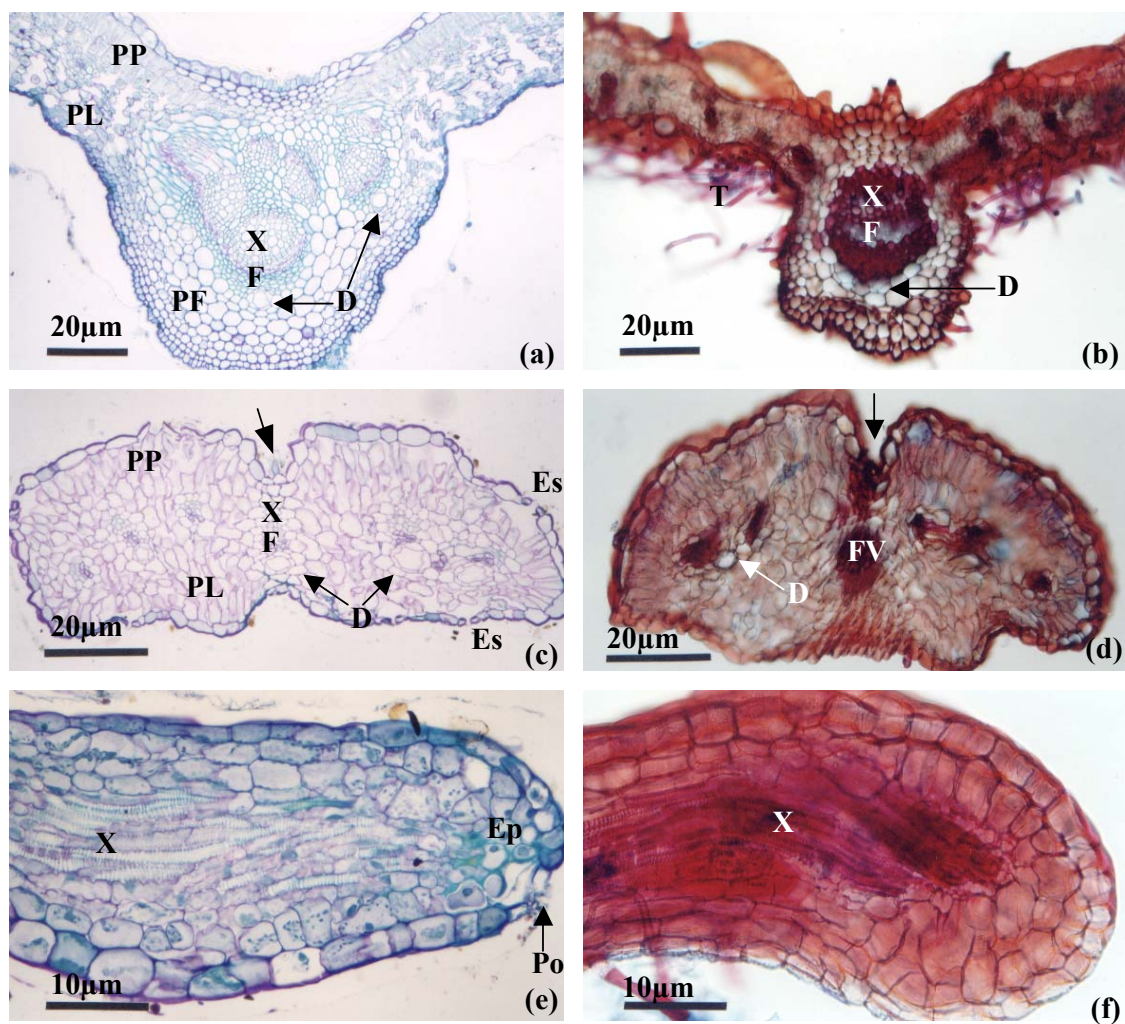 PP
PL
X
F
PF
D
20µm
(a)
T
X
F
D
20µm
(b)
PP
Es
X
F
PL
D
Es
20µm
(c)
FV
D
20µm
(d)
X
Ep
Po
10µm
(e)
X
10µm
(f)